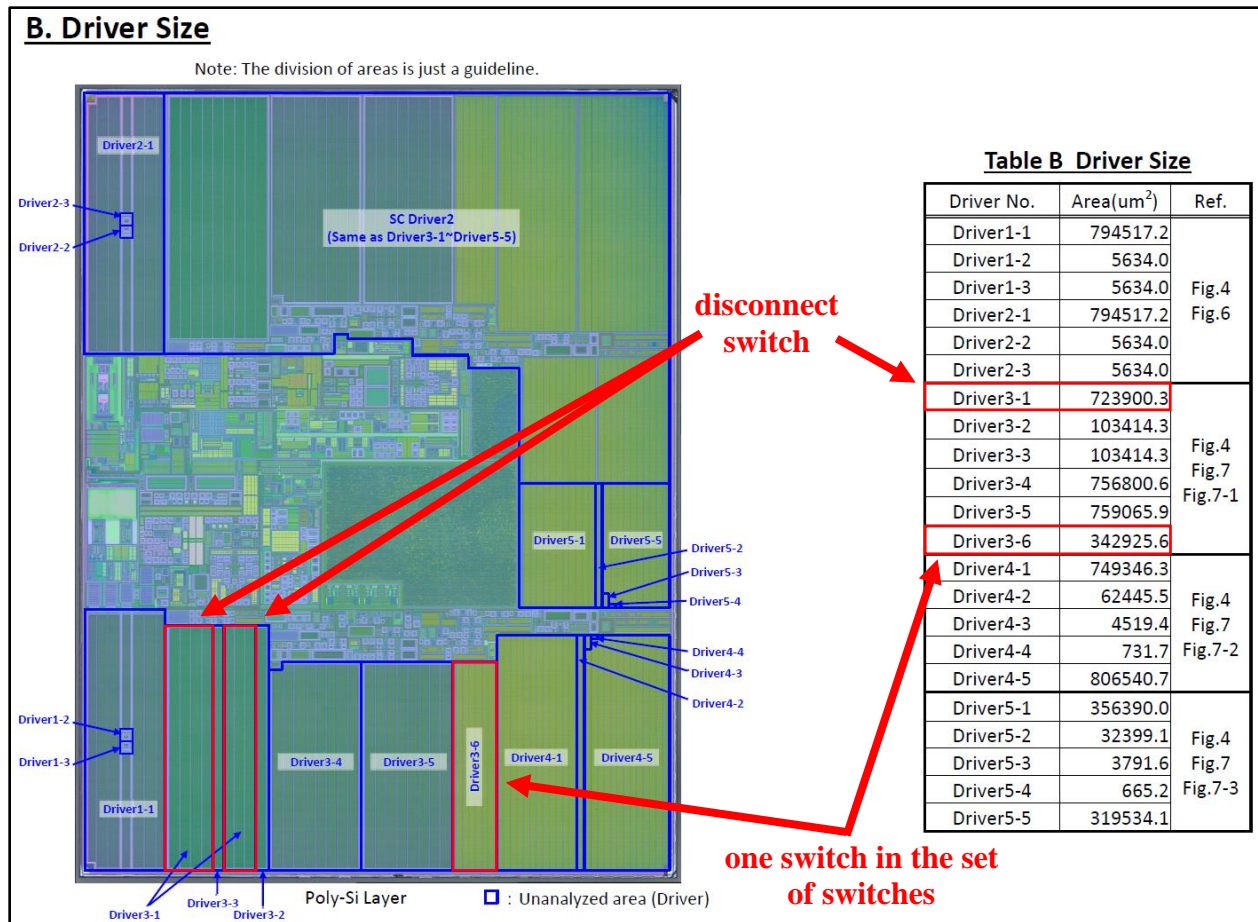 B. Driver Size
Note: The division of areas is just a guideline.
Driver2-1
Driver2-3
Driver2-2
SC Driver2
(Same as Driver3-1~Driver5-5)
disconnect
switch
Driver5-1
Driver5-5
Driver5-2
Driver5-3
Driver5-4
Driver4-4
Driver4-3
Driver4-2
Driver1-2
Driver1-3
Driver1-1
Driver3-4
Driver3-5
Driver3-6
Driver4-1
Driver4-5
Driver3-1
Driver3-3
Driver3-2
Poly-Si Layer
: Unanalyzed area (Driver)
one switch in the set
of switches
Table B Driver Size
Driver No. Area(um²) Ref.
Driver1-1 794517.2
Driver1-2 5634.0
Driver1-3 5634.0
Driver2-1 794517.2
Driver2-2 5634.0
Driver2-3 5634.0
Fig.4
Fig.6
Driver3-1 723900.3
Driver3-2 103414.3
Driver3-3 103414.3
Driver3-4 756800.6
Driver3-5 759065.9
Driver3-6 342925.6
Fig.4
Fig.7
Fig.7-1
Driver4-1 749346.3
Driver4-2 62445.5
Driver4-3 4519.4
Driver4-4 731.7
Driver4-5 806540.7
Fig.4
Fig.7
Fig.7-2
Driver5-1 356390.0
Driver5-2 32399.1
Driver5-3 3791.6
Driver5-4 665.2
Driver5-5 319534.1
Fig.4
Fig.7
Fig.7-3